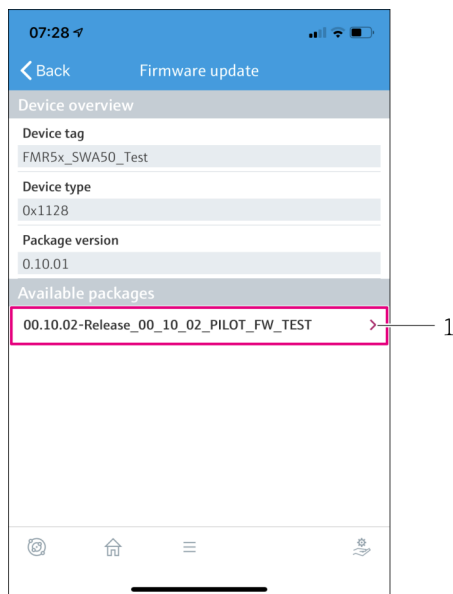 07:28
Back Firmware update
Device overview
Device tag
FMR5x_SWA50_Test
Device type
0x1128
Package version
0.10.01
Available packages
00.10.02-Release_00_10_02_PILOT_FW_TEST
1